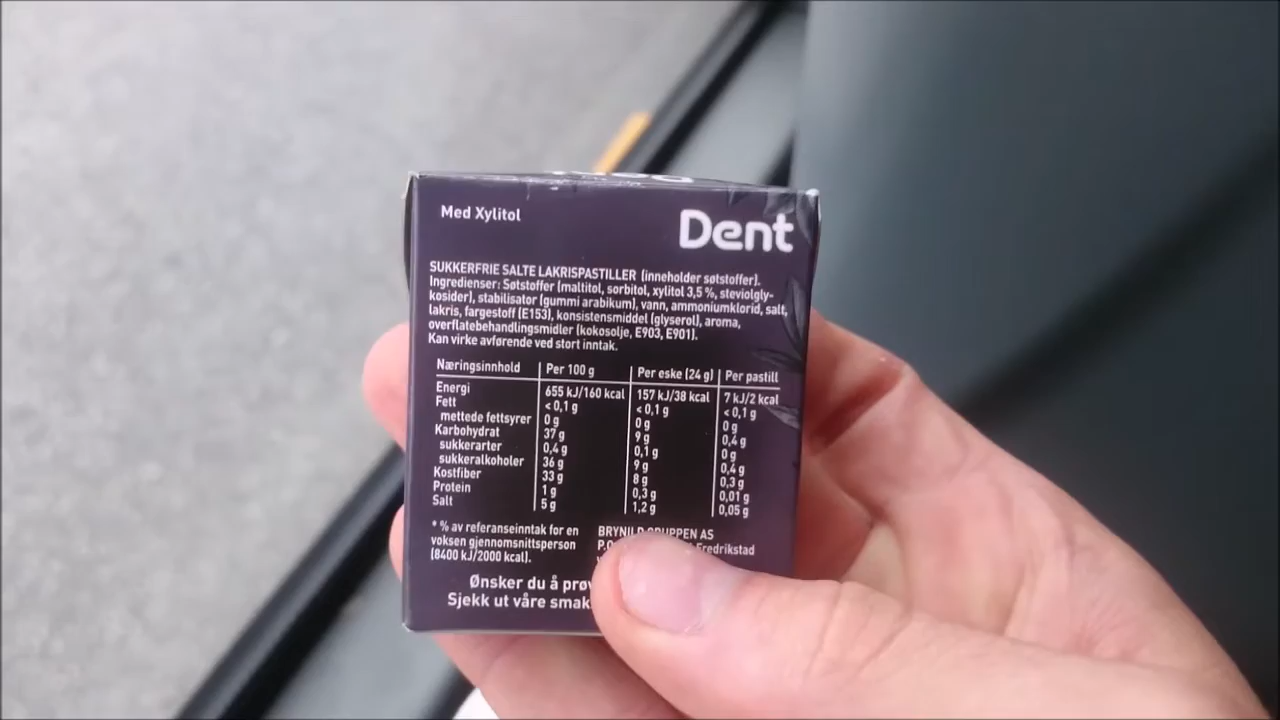 Med Xylitol
Dent
SUKKERFRIE SALTE LAKRISPASTILLER (inneholder søtstoffer).
Ingredienser: Søtstoffer (maltitol, sorbitol, xylitol 3,5 %, steviolgly-
kosider), stabilisator (gummi arabikum), vann, ammoniumklorid, salt,
lakris, fargestoff (E153), konsistensmiddel (glyserol), aroma,
overflatebehandlingsmidler (kokosolje, E903, E901).
Kan virke avførende ved stort inntak.
Næringsinnhold Per 100 g Per eske (24 g) Per pastill
Energi 655 kJ/160 kcal 157 kJ/38 kcal 7 kJ/2 kcal
Fett < 0,1 g < 0,1 g < 0,1 g
mettede fettsyrer 0 g 0 g 0 g
Karbohydrat 37 g 9 g 0,4 g
sukkerarter 0,4 g 0,1 g 0 g
sukkeralkoholer 36 g 9 g 0,4 g
Kostfiber 33 g 8 g 0,3 g
Protein 1 g 0,3 g 0,01 g
Salt 5 g 1,2 g 0,05 g
* % av referanseinntak for en
voksen gjennomsnittsperson
(8400 kJ/2000 kcal).
BRYNILD GRUPPEN AS
Fredrikstad
Ønsker du å
Sjekk ut våre